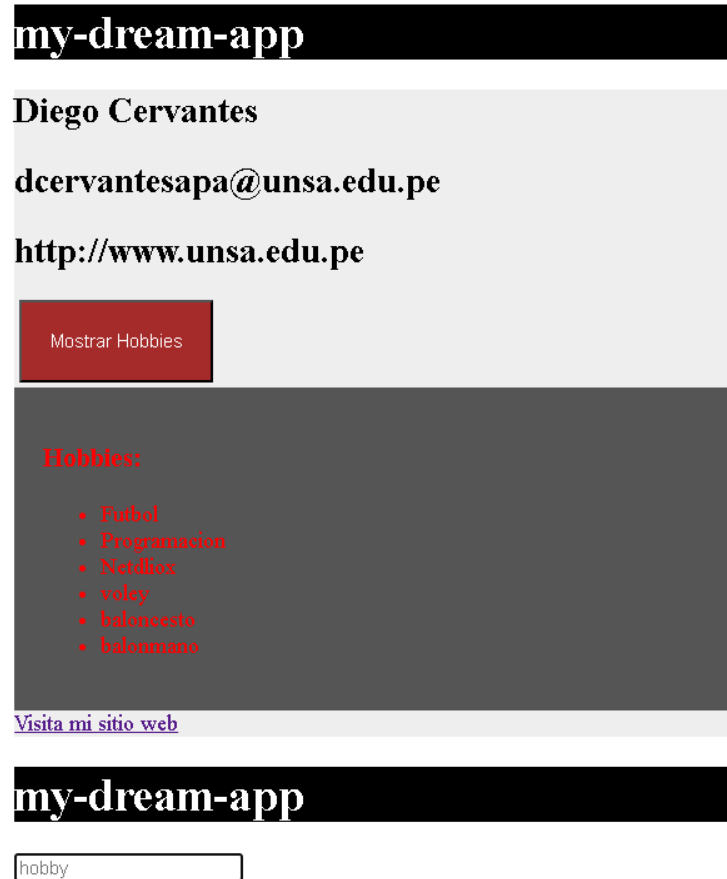 my-dream-app
Diego Cervantes
dcervantesapa@unsa.edu.pe
http://www.unsa.edu.pe
Mostrar Hobbies
Hobbies:
Futbol
Programacion
Netdliox
voley
baloncesto
balonmano
Visita mi sitio web
my-dream-app
hobby